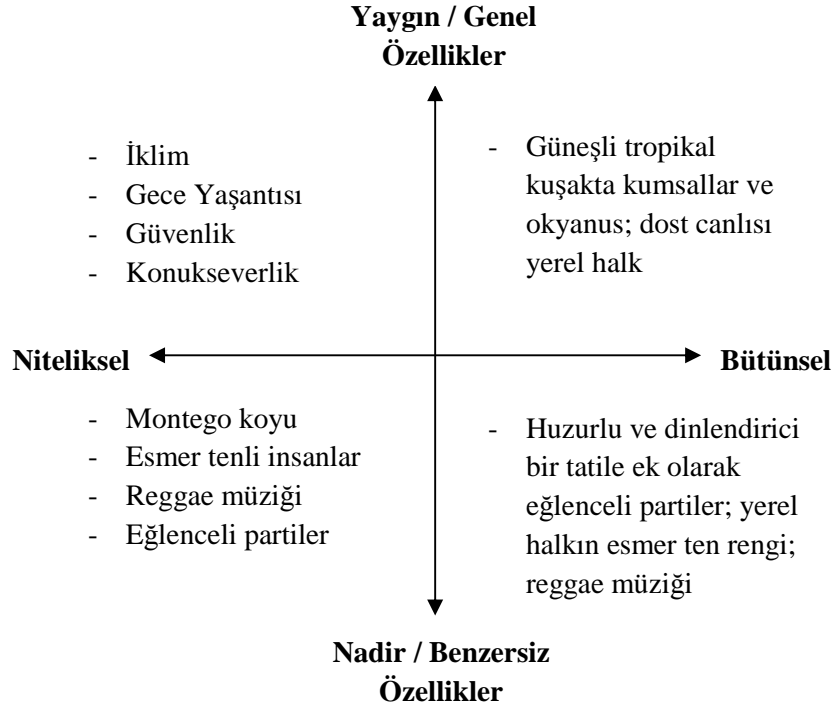 Yaygın / Genel
Özellikler
- İklim
- Gece Yaşantısı
- Güvenlik
- Konukseverlik
- Güneşli tropikal
kuşakta kumsallar ve
okyanus; dost canlısı
yerel halk
Niteliksel
Bütünsel
- Montego koyu
- Esmer tenli insanlar
- Reggae müziği
- Eğlenceli partiler
- Huzurlu ve dinlendirici
bir tatile ek olarak
eğlenceli partiler; yerel
halkın esmer ten rengi;
reggae müziği
Nadir / Benzersiz
Özellikler